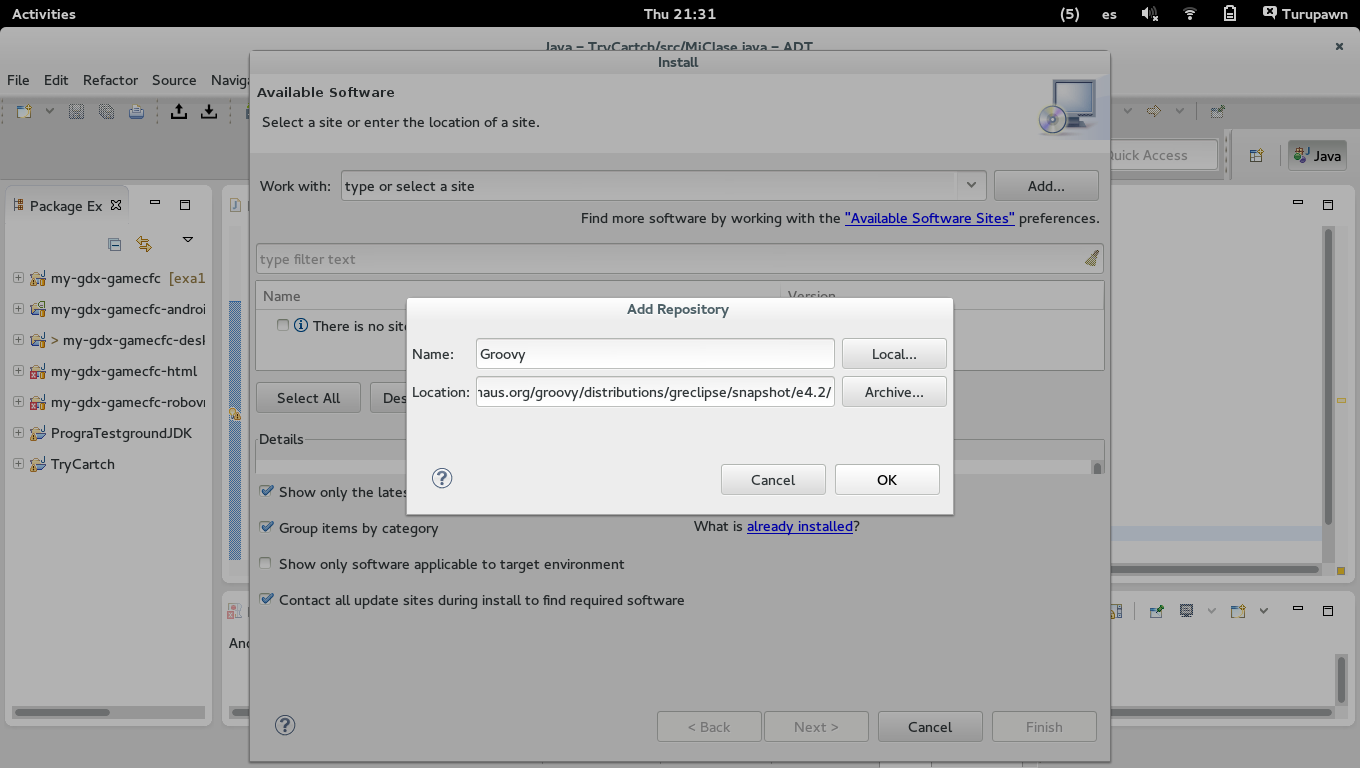 Activities
Thu 21:31
(5) es Turupawn
Java – TryCartch/src/MiClase.java – ADT
Install
File Edit Refactor Source
Available Software
Select a site or enter the location of a site.
Quick Access
Java
Work with: type or select a site Add...
Find more software by working with the "Available Software Sites" preferences.
Package Ex
type filter text
my-gdx-gamecfc [exa1
my-gdx-gamecfc-androi
> my-gdx-gamecfc-desk
my-gdx-gamecfc-html
my-gdx-gamecfc-robovr
PrograTestgroundJDK
TryCartch
Name Version
There is no site
Select All Des
Add Repository
Name: Groovy Local...
Location: haus.org/groovy/distributions/greclipse/snapshot/e4.2/ Archive...
Cancel OK
Details
Show only the lates
Group items by category
What is already installed?
Show only software applicable to target environment
Contact all update sites during install to find required software
< Back Next > Cancel Finish